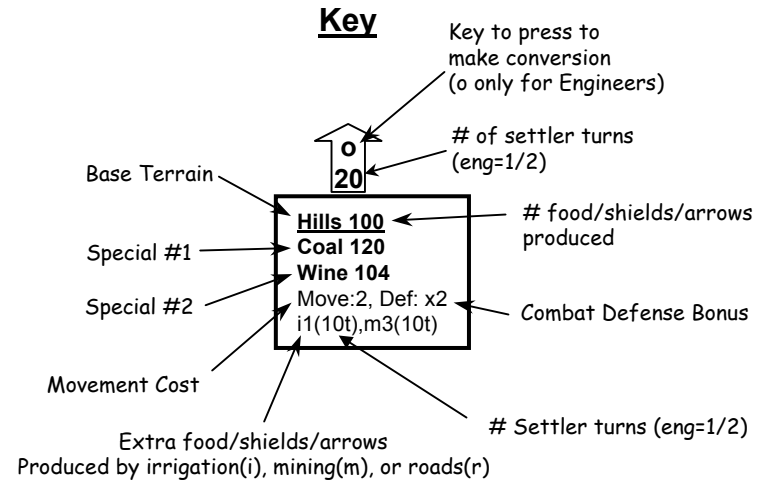 Key
Key to press to
make conversion
(o only for Engineers)
o
20
# of settler turns
(eng=1/2)
Base Terrain
Hills 100
# food/shields/arrows
produced
Special #1
Coal 120
Special #2
Wine 104
Move:2, Def: x2
Combat Defense Bonus
i1(10t),m3(10t)
Movement Cost
# Settler turns (eng=1/2)
Extra food/shields/arrows
Produced by irrigation(i), mining(m), or roads(r)